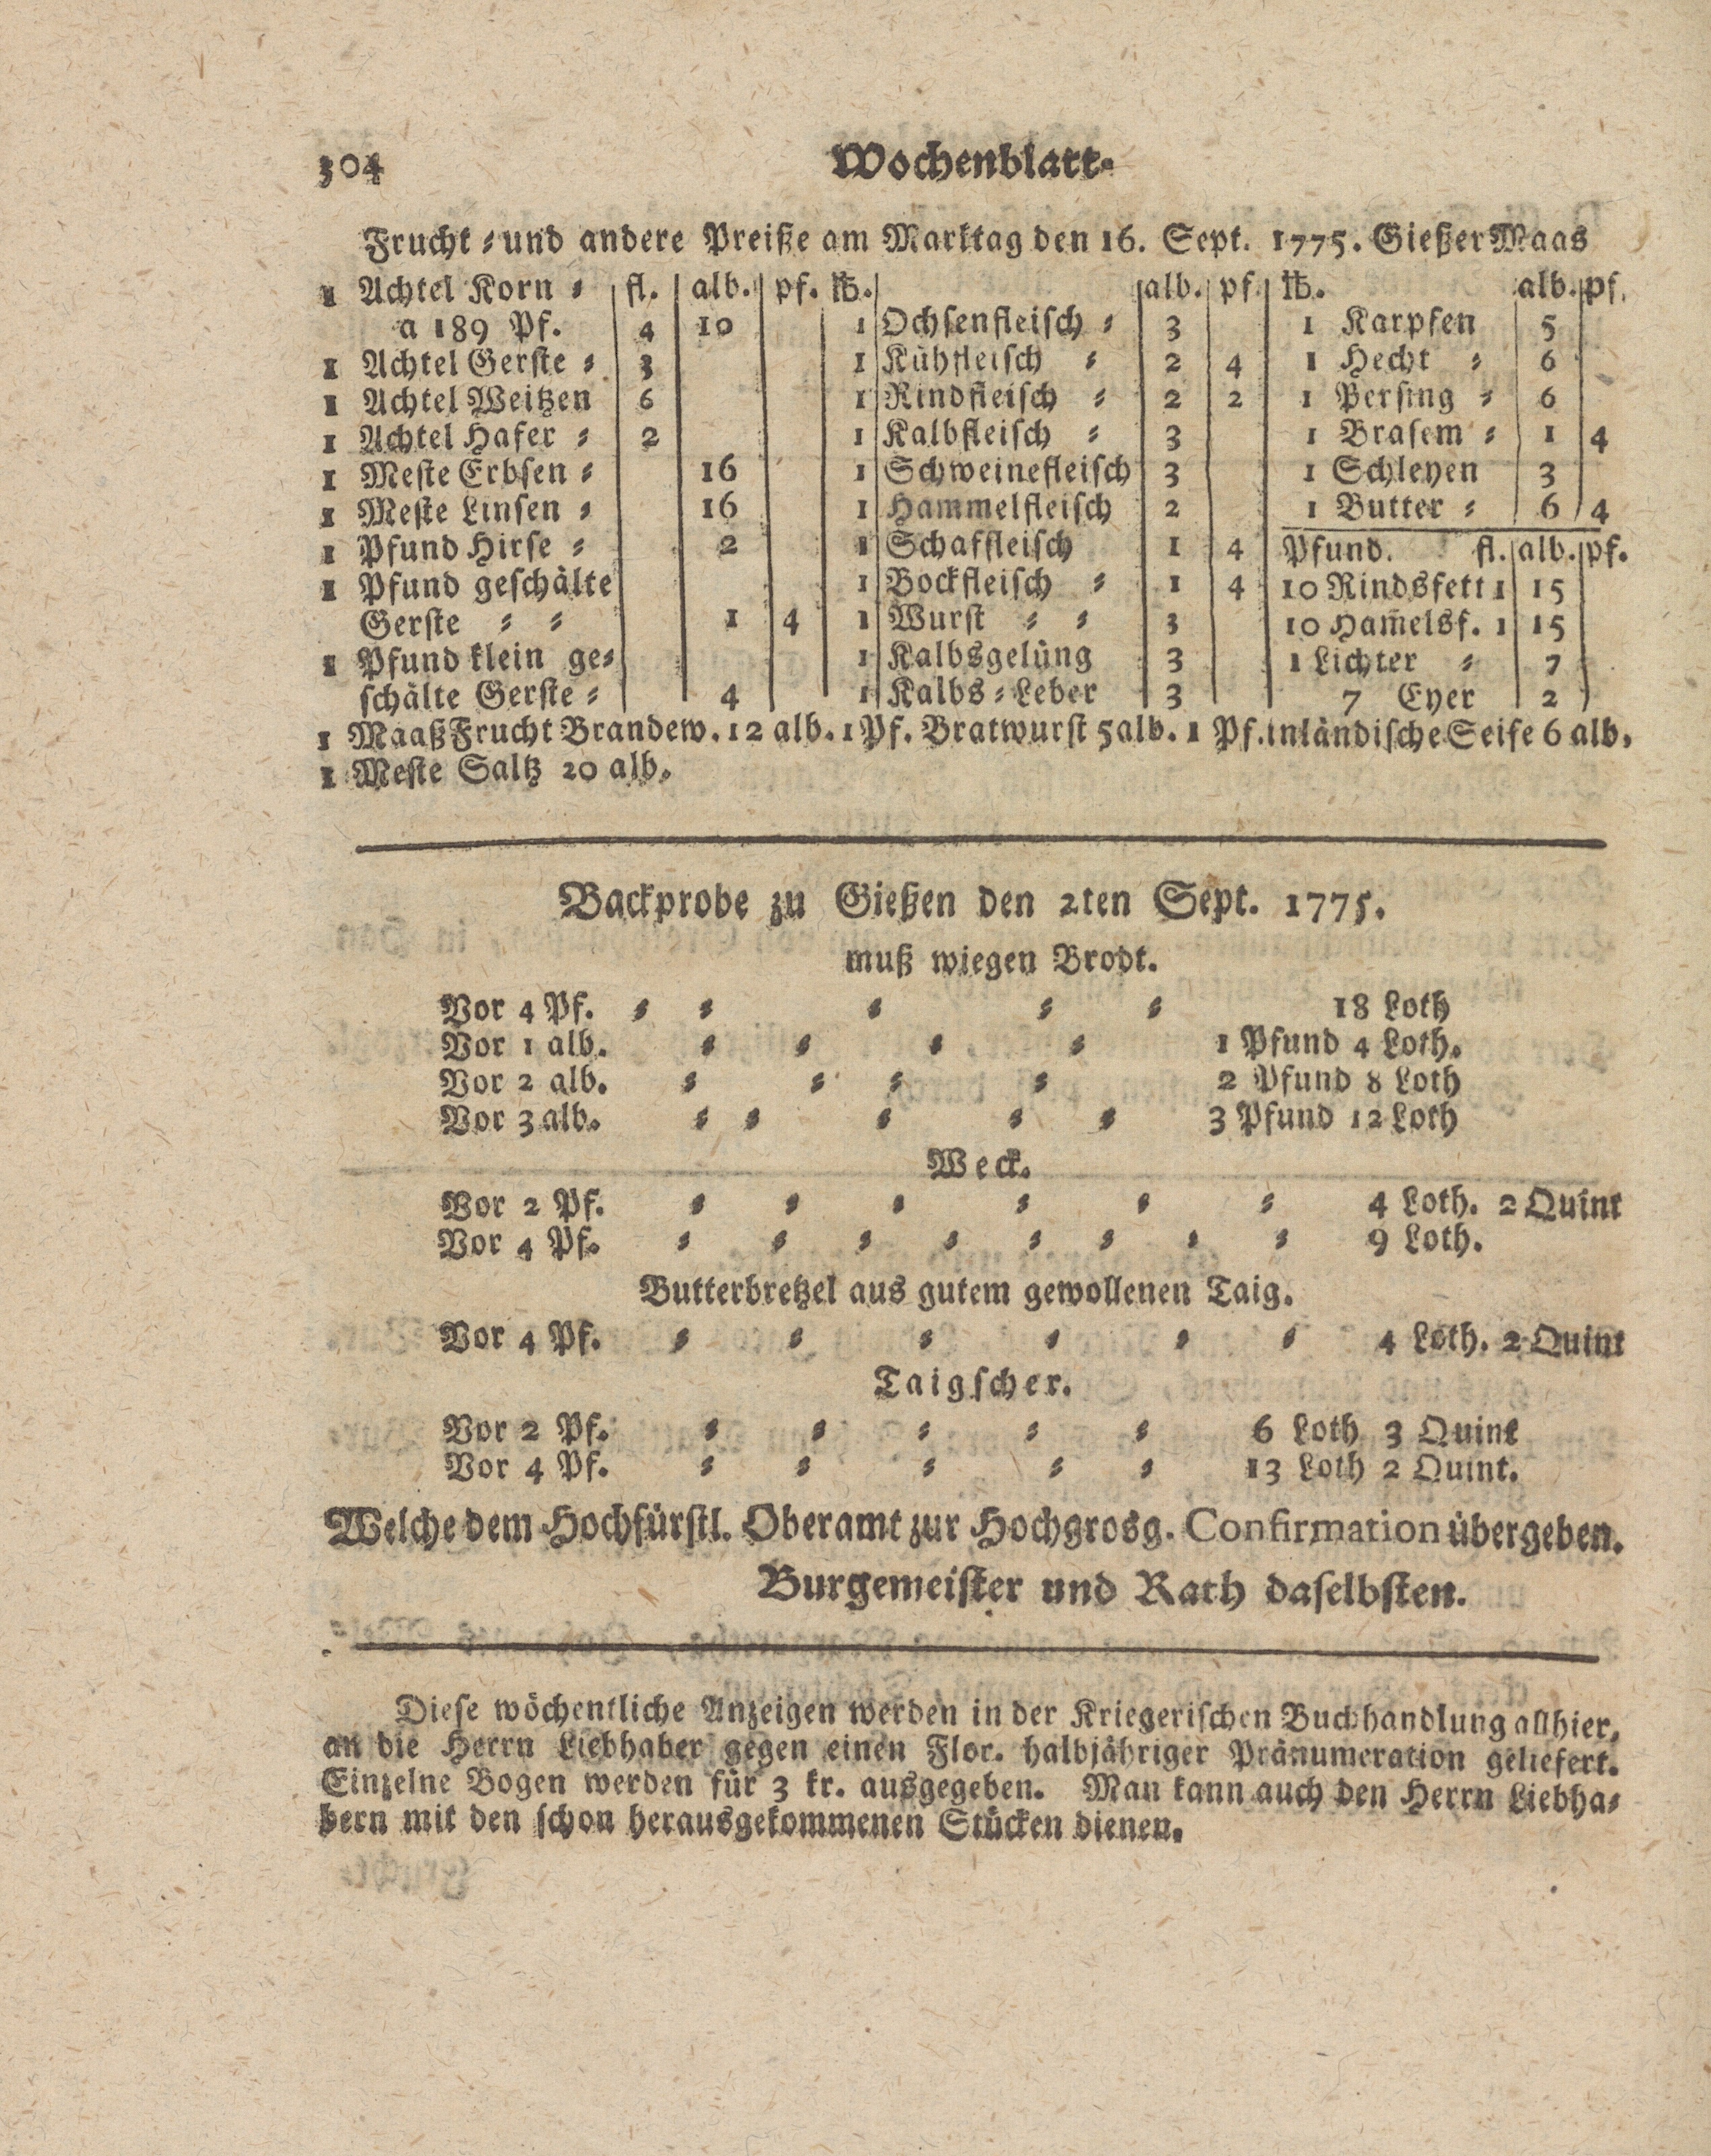 304 Wochenblatt⸗
Frucht⸗und andere Preiße am Marktag den 16. Sept. 1775. Gießer Maas
1 Achtel Korn ⸗ | fl. | alb. | pf. | ℔. | | alb. | pf. | ℔. | alb. | pf.
a 189 Pf. | 4 | 10 | | 1 | Ochsenfleisch ⸗ | 3 | | 1 Karpfen | 5 |
1 Achtel Gerste ⸗ | 3 | | | 1 | Kühfleisch ⸗ | 2 | 4 | 1 Hecht ⸗ | 6 |
1 Achtel Weitzen | 6 | | | 1 | Rindfleisch ⸗ | 2 | 2 | 1 Persing ⸗ | 6 |
1 Achtel Hafer ⸗ | 2 | | | 1 | Kalbfleisch ⸗ | 3 | | 1 Brasem ⸗ | 1 | 4
1 Meste Erbsen ⸗ | | 16 | | 1 | Schweinefleisch | 3 | | 1 Schleyen | 3 |
1 Meste Linsen ⸗ | | 16 | | 1 | Hammelfleisch | 2 | | 1 Butter ⸗ | 6 | 4
1 Pfund Hirse ⸗ | | 2 | | 1 | Schaffleisch | 1 | 4 | Pfund. fl. | alb. | pf.
1 Pfund geschälte | | | | 1 | Bockfleisch ⸗ | 1 | 4 | 10 Rindsfett 1 | 15 |
Gerste ⸗ ⸗ | | 1 | 4 | 1 | Wurst ⸗ ⸗ | 3 | | 10 Ham̄elsf. 1 | 15 |
1 Pfund klein ge⸗ | | | | 1 | Kalbsgelüng | 3 | | 1 Lichter ⸗ | 7 |
schälte Gerste ⸗ | | 4 | | 1 | Kalbs⸗Leber | 3 | | 7 Eyer | 2 |
1 Maaß Frucht Brandew. 12 alb. 1 Pf. Bratwurst 5 alb. 1 Pf. inländische Seife 6 alb.
1 Meste Saltz 20 alb.
Backprobe zu Gießen den 2ten Sept. 1775.
muß wiegen Brodt.
Vor 4 Pf. ⸗ ⸗ ⸗ ⸗ ⸗ 18 Loth
Vor 1 alb. ⸗ ⸗ ⸗ ⸗ 1 Pfund 4 Loth.
Vor 2 alb. ⸗ ⸗ ⸗ ⸗ 2 Pfund 8 Loth
Vor 3 alb. ⸗ ⸗ ⸗ ⸗ ⸗ 3 Pfund 12 Loth
Weck.
Vor 2 Pf. ⸗ ⸗ ⸗ ⸗ ⸗ ⸗ 4 Loth. 2 Quint
Vor 4 Pf. ⸗ ⸗ ⸗ ⸗ ⸗ ⸗ ⸗ ⸗ 9 Loth.
Butterbretzel aus gutem gewollenen Taig.
Vor 4 Pf. ⸗ ⸗ ⸗ ⸗ ⸗ ⸗ 4 Loth. 2 Quint
Taigscher.
Vor 2 Pf. ⸗ ⸗ ⸗ ⸗ ⸗ 6 Loth 3 Quint
Vor 4 Pf. ⸗ ⸗ ⸗ ⸗ ⸗ 13 Loth 2 Quint.
Welche dem Hochfürstl. Oberamt zur Hochgrosg. Confirmation übergeben.
Burgemeister und Rath daselbsten.
Diese wöchentliche Anzeigen werden in der Kriegerischen Buchhandlung allhier,
an die Herrn Liebhaber gegen einen Flor. halbjähriger Pränumeration geliefert.
Einzelne Bogen werden für 3 kr. ausgegeben. Man kann auch den Herrn Liebha⸗
bern mit den schon herausgekommenen Stücken dienen.